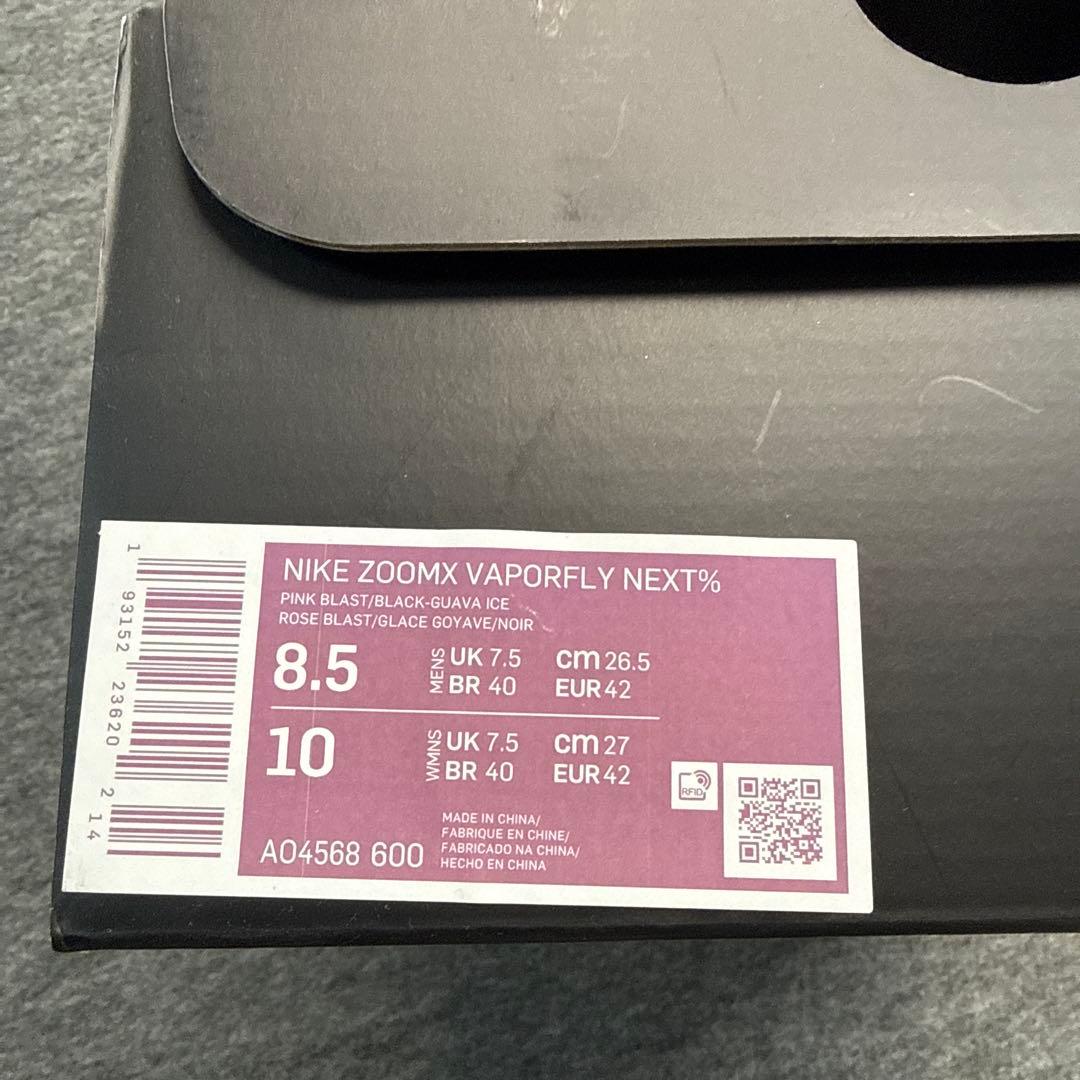 NIKE ZOOMX VAPORFLY NEXT%
PINK BLAST/BLACK-GUAVA ICE
ROSE BLAST/GLACE GOYAVE/NOIR
8.5
MENS
UK 7.5 cm 26.5
BR 40 EUR 42
10
WMNS
UK 7.5 cm 27
BR 40 EUR 42
AO4568 600
MADE IN CHINA/
FABRIQUE EN CHINE/
FABRICADO NA CHINA/
HECHO EN CHINA
RFID
1 93152 23620 2 14